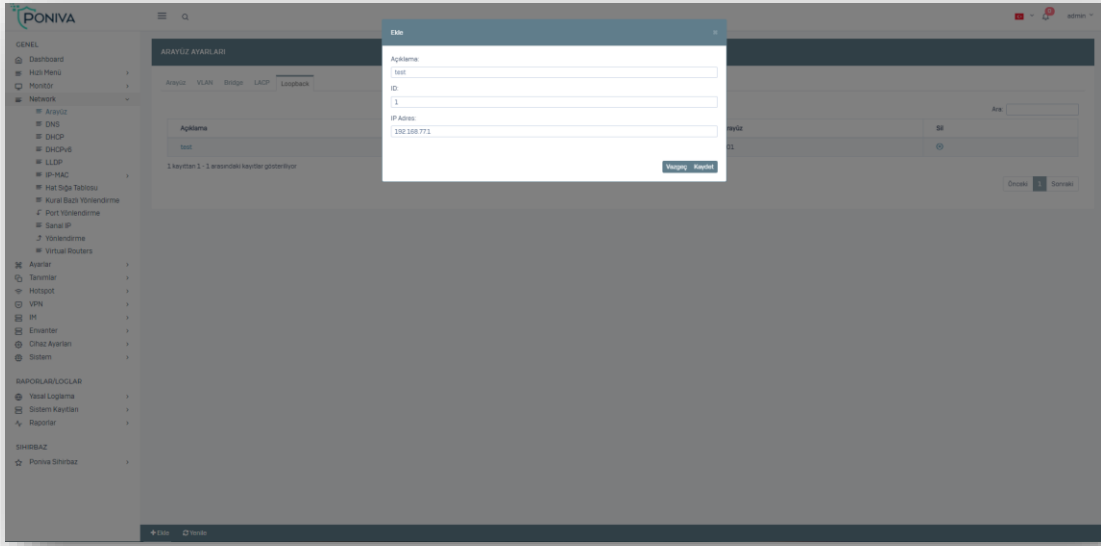 PONIVA
admin
GENEL
Dashboard
Hızlı Menü
Monitör
Network
Arayüz
DNS
DHCP
DHCPv6
LLDP
IP-MAC
Hat Sığa Tablosu
Kural Bazlı Yönlendirme
Port Yönlendirme
Sanal IP
Yönlendirme
Virtual Routers
Ayarlar
Tanımlar
Hotspot
VPN
IM
Envanter
Cihaz Ayarları
Sistem
RAPORLAR/LOGLAR
Yasal Loglama
Sistem Kayıtları
Raporlar
SİHİRBAZ
Poniva Sihirbaz
ARAYÜZ AYARLARI
Arayüz VLAN Bridge LACP Loopback
Ara:
Açıklama Sil
test
1 kayıttan 1 - 1 arasındaki kayıtlar gösteriliyor
Önceki 1 Sonraki
Ekle
Açıklama:
test
ID:
1
IP Adres:
192.168.77.1
Vazgeç Kaydet
+Ekle Yenile